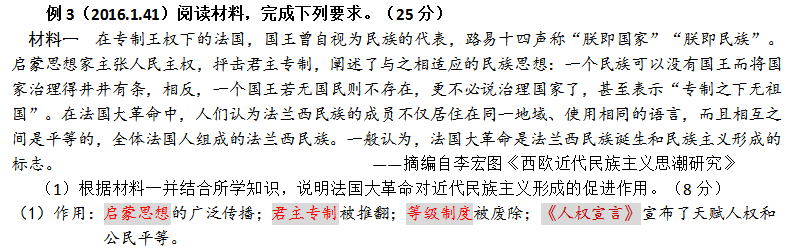 例3（2016.1.41）阅读材料，完成下列要求。（25分）
材料一 在专制王权下的法国，国王曾自视为民族的代表，路易十四声称“朕即国家”“朕即民族”。
启蒙思想家主张人民主权，抨击君主专制，阐述了与之相适应的民族思想：一个民族可以没有国王而将国
家治理得井井有条，相反，一个国王若无国民则不存在，更不必说治理国家了，甚至表示“专制之下无祖
国”。在法国大革命中，人们认为法兰西民族的成员不仅居住在同一地域、使用相同的语言，而且相互之
间是平等的，全体法国人组成的法兰西民族。一般认为，法国大革命是法兰西民族诞生和民族主义形成的
标志。 ——摘编自李宏图《西欧近代民族主义思潮研究》
（1）根据材料一并结合所学知识，说明法国大革命对近代民族主义形成的促进作用。（8分）
（1）作用：启蒙思想的广泛传播；君主专制被推翻；等级制度被废除；《人权宣言》宣布了天赋人权和
公民平等。